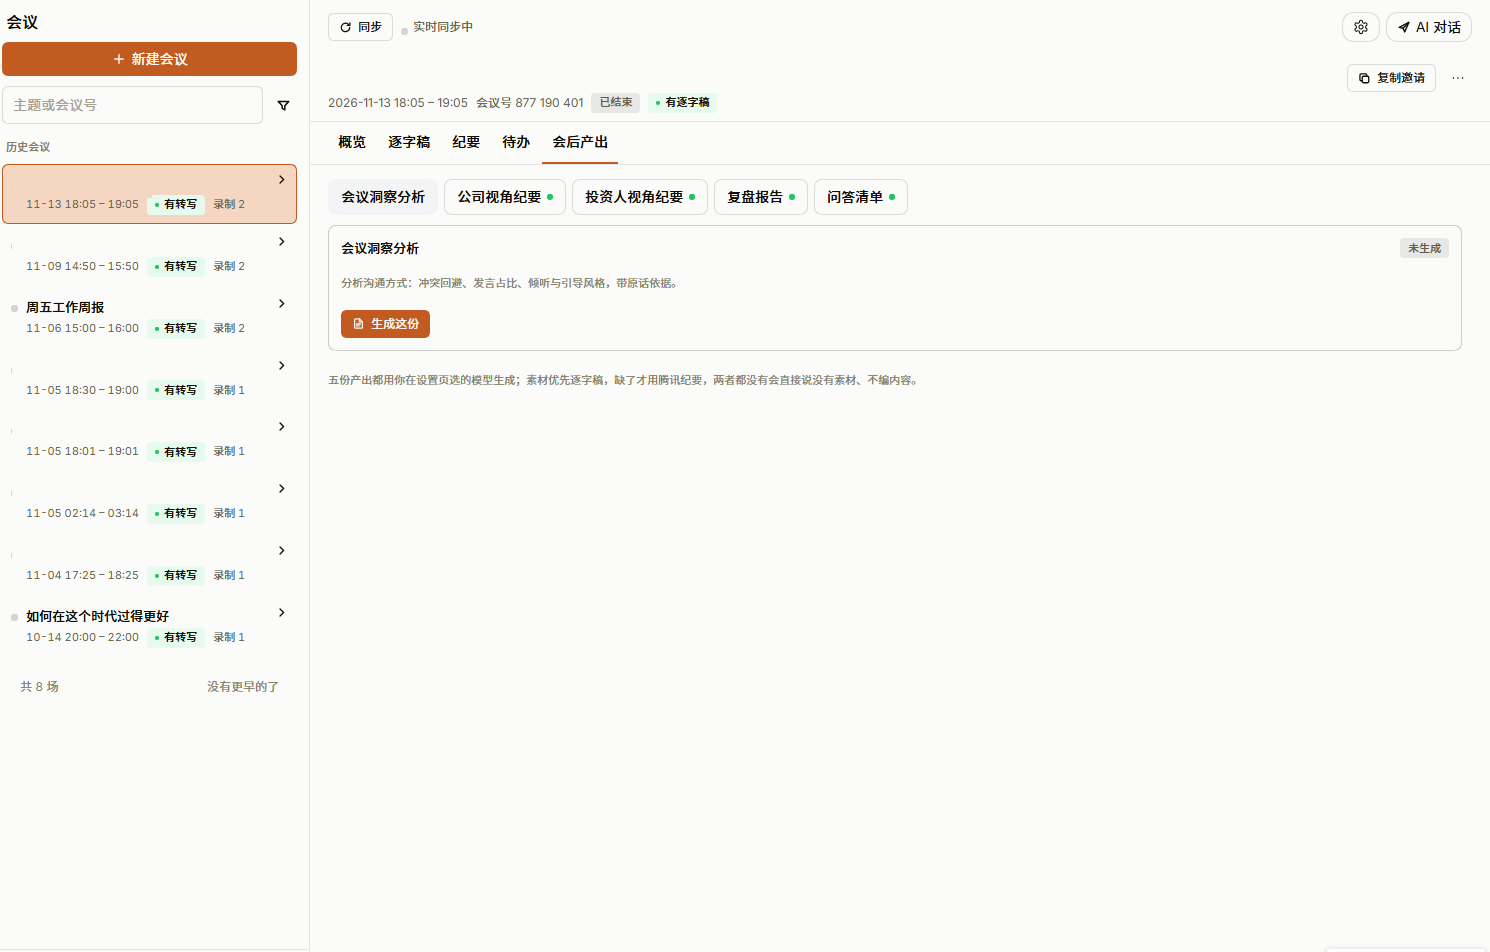 会议
+ 新建会议
主题或会议号
历史会议
11-13 18:05 – 19:05 有转写 录制 2
11-09 14:50 – 15:50 有转写 录制 2
周五工作周报
11-06 15:00 – 16:00 有转写 录制 2
11-05 18:30 – 19:00 有转写 录制 1
11-05 18:01 – 19:01 有转写 录制 1
11-05 02:14 – 03:14 有转写 录制 1
11-04 17:25 – 18:25 有转写 录制 1
如何在这个时代过得更好
10-14 20:00 – 22:00 有转写 录制 1
共 8 场 没有更早的了
同步 实时同步中 AI 对话
复制邀请 ···
2026-11-13 18:05 – 19:05 会议号 877 190 401 已结束 有逐字稿
概览 逐字稿 纪要 待办 会后产出
会议洞察分析 公司视角纪要 投资人视角纪要 复盘报告 问答清单
会议洞察分析 未生成
分析沟通方式：冲突回避、发言占比、倾听与引导风格，带原话依据。
生成这份
五份产出都用你在设置页选的模型生成；素材优先逐字稿，缺了才用腾讯纪要，两者都没有会直接说没有素材、不编内容。